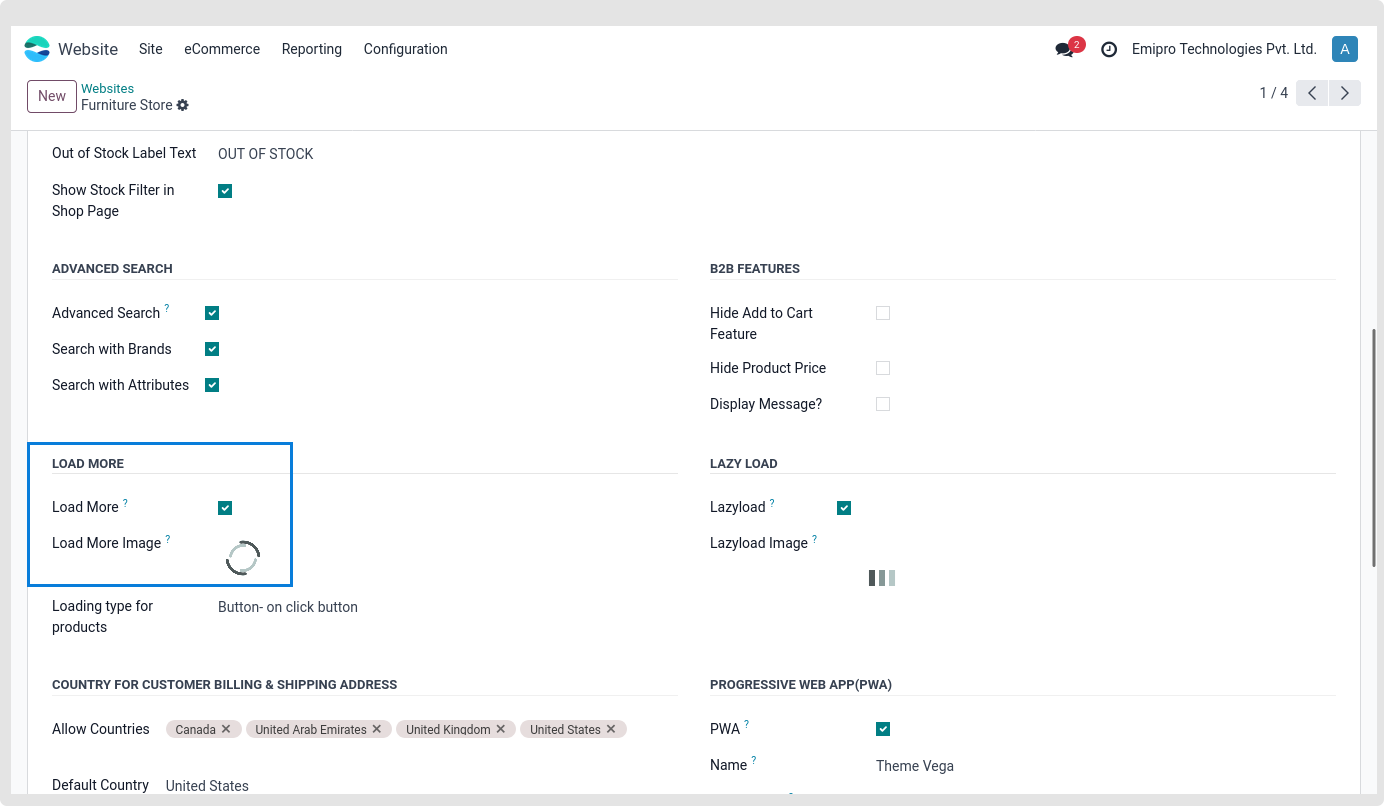 Website Site eCommerce Reporting Configuration 2 Emipro Technologies Pvt. Ltd. A
New Websites
Furniture Store
1 / 4
Out of Stock Label Text OUT OF STOCK
Show Stock Filter in
Shop Page
ADVANCED SEARCH
Advanced Search ?
Search with Brands
Search with Attributes
B2B FEATURES
Hide Add to Cart
Feature
Hide Product Price
Display Message?
LOAD MORE
Load More ?
Load More Image ?
Loading type for
products
Button- on click button
LAZY LOAD
Lazyload ?
Lazyload Image ?
COUNTRY FOR CUSTOMER BILLING & SHIPPING ADDRESS
Allow Countries Canada ✕ United Arab Emirates ✕ United Kingdom ✕ United States ✕
Default Country United States
PROGRESSIVE WEB APP(PWA)
PWA ?
Name ? Theme Vega